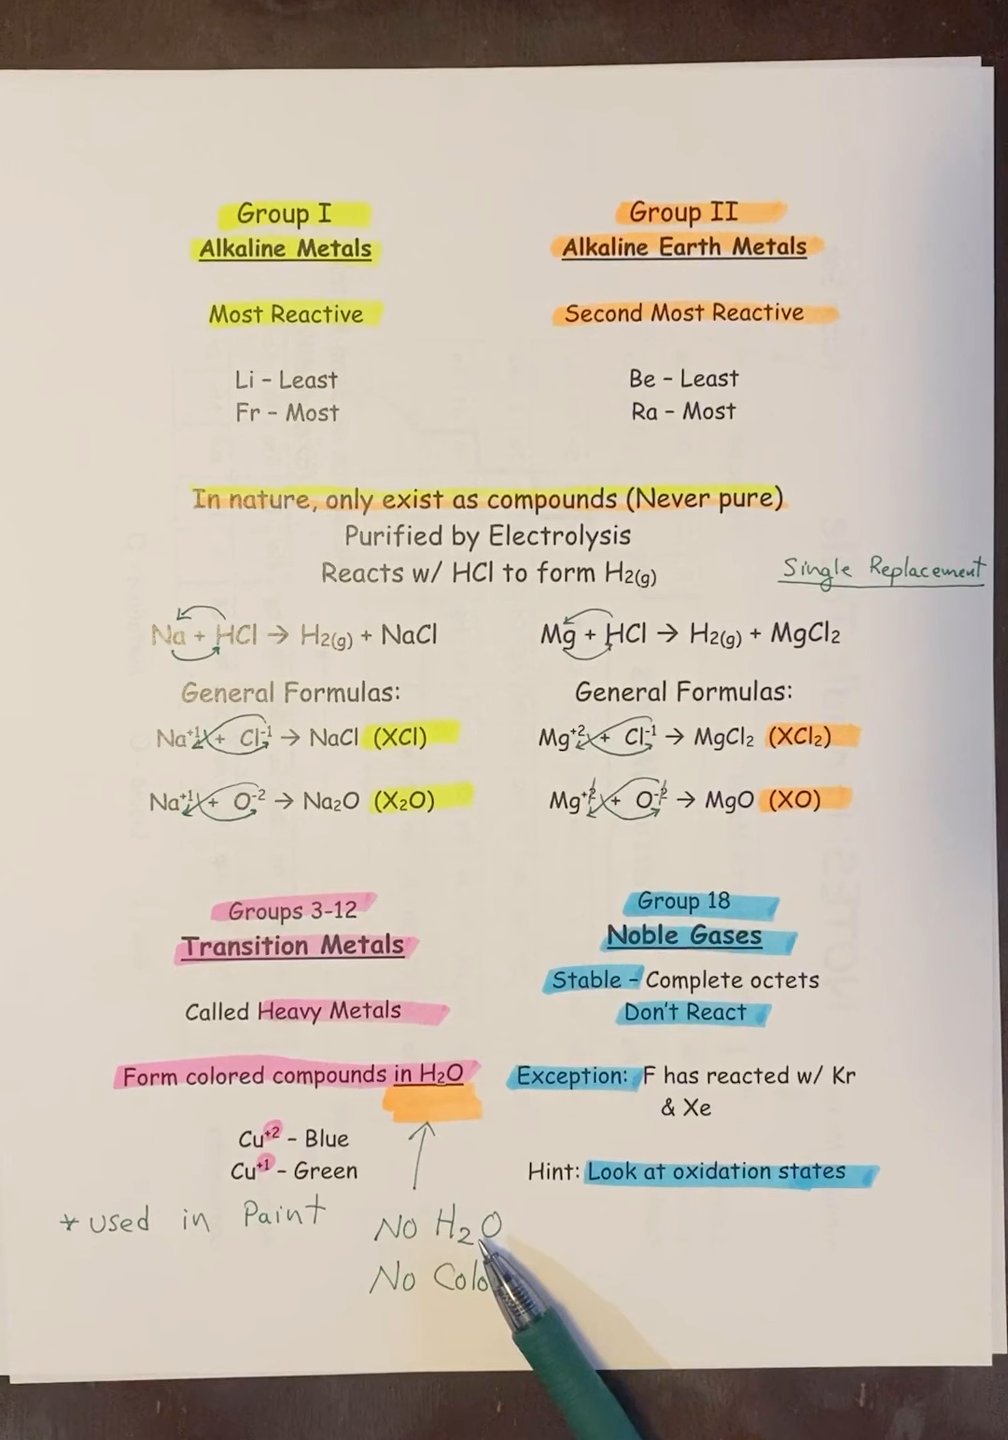 Group I
Alkaline Metals
Most Reactive
Li - Least
Fr - Most
Group II
Alkaline Earth Metals
Second Most Reactive
Be - Least
Ra - Most
In nature, only exist as compounds (Never pure)
Purified by Electrolysis
Reacts w/ HCl to form H2(g)
Single Replacement
Na + HCl → H2(g) + NaCl
General Formulas:
Na+1 + Cl-1 → NaCl (XCl)
Na+1 + O-2 → Na2O (X2O)
Mg + HCl → H2(g) + MgCl2
General Formulas:
Mg+2 + Cl-1 → MgCl2 (XCl2)
Mg+2 + O-2 → MgO (XO)
Groups 3-12
Transition Metals
Called Heavy Metals
Form colored compounds in H2O
Cu+2 - Blue
Cu+1 - Green
* used in Paint
No H2O
No Colo
Group 18
Noble Gases
Stable - Complete octets
Don't React
Exception: F has reacted w/ Kr
& Xe
Hint: Look at oxidation states